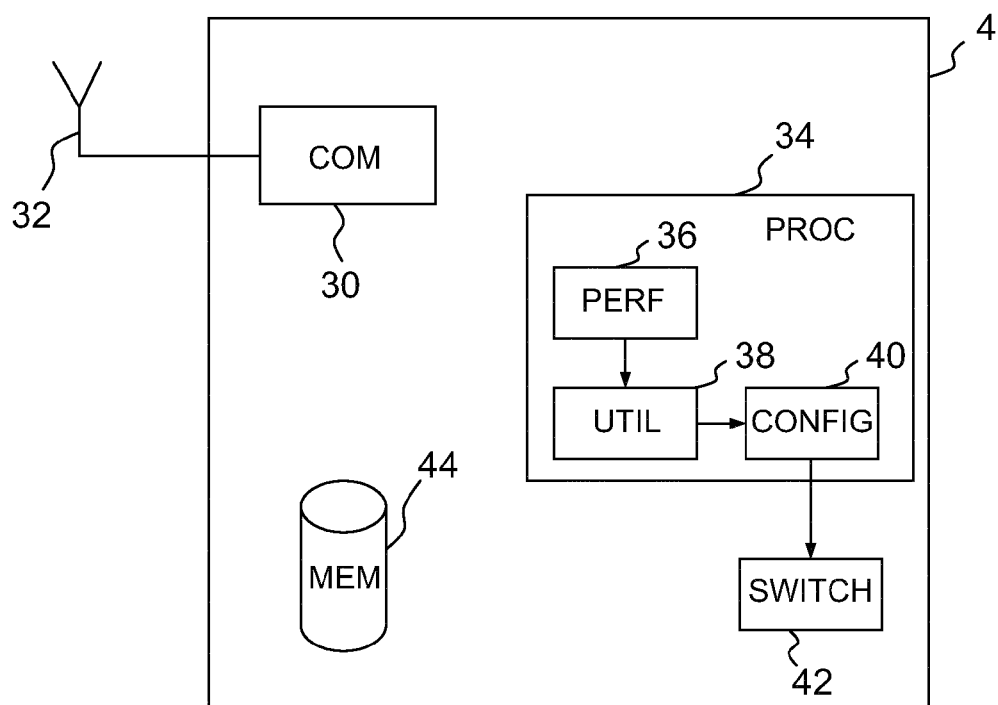 4
32
COM
30
34
PROC
36
PERF
38
40
UTIL
CONFIG
44
MEM
SWITCH
42